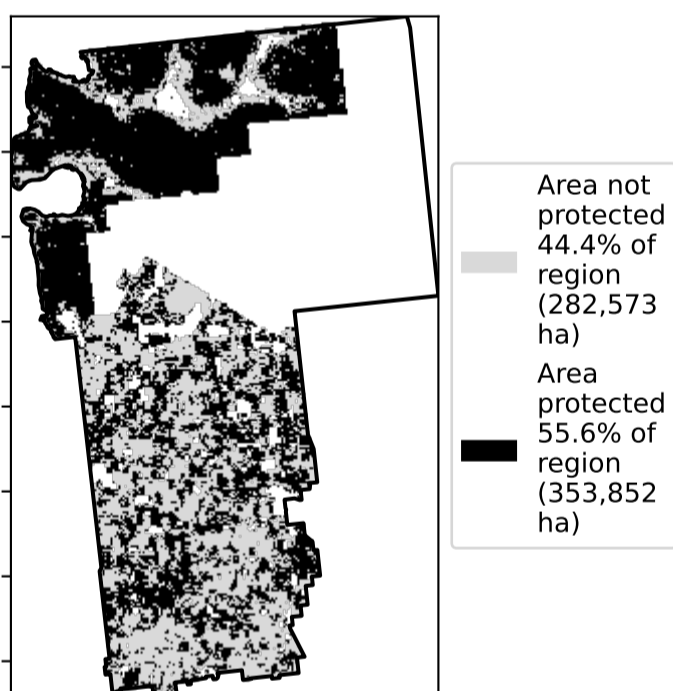 Area not
protected
44.4% of
region
(282,573
ha)
Area
protected
55.6% of
region
(353,852
ha)